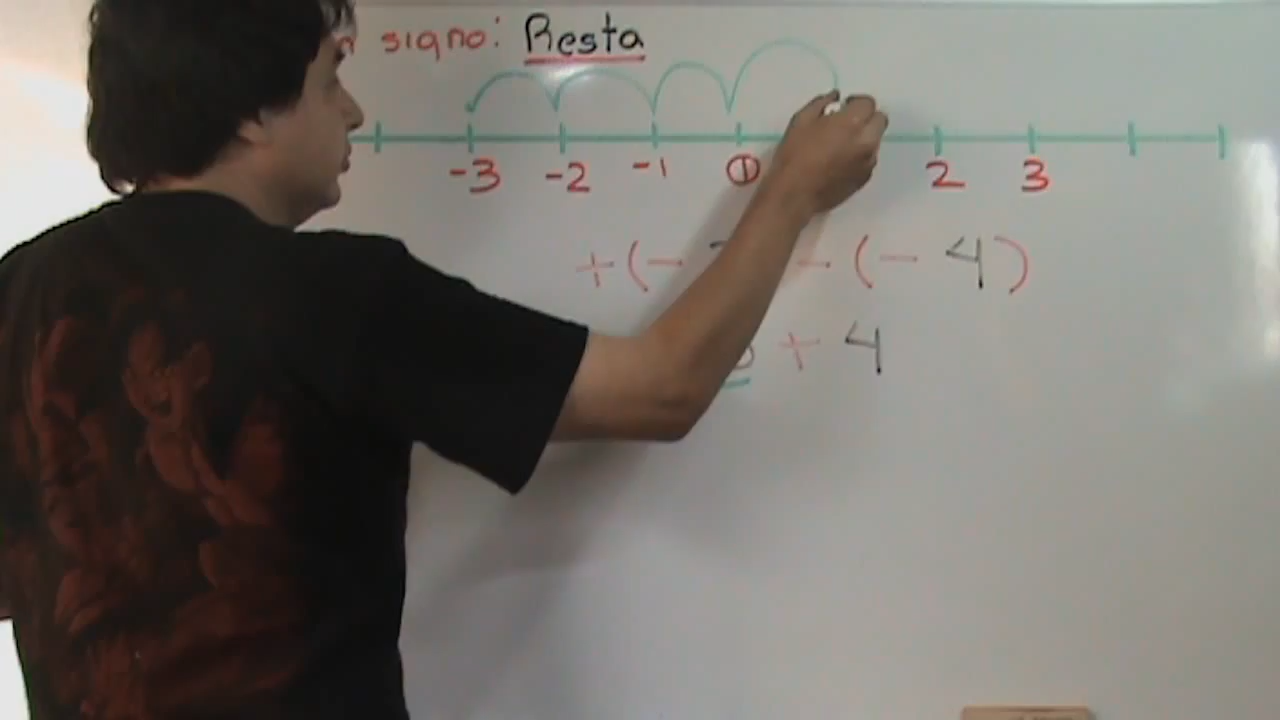 signo: Resta
-3 -2 -1 0 2 3
+(- - (- 4)
+ 4